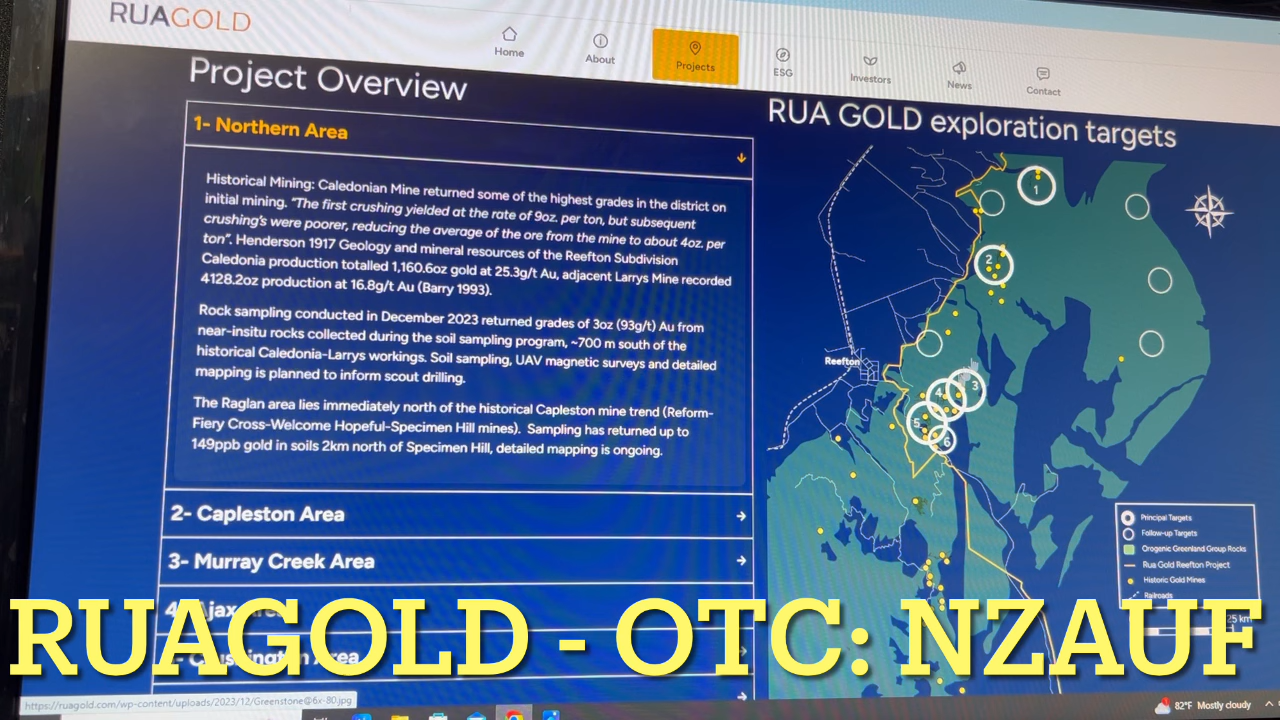 RUAGOLD
Home
About
Projects
ESG
Investors
News
Contact
Project Overview
1- Northern Area
Historical Mining: Caledonian Mine returned some of the highest grades in the district on
initial mining. "The first crushing yielded at the rate of 9oz. per ton, but subsequent
crushing's were poorer, reducing the average of the ore from the mine to about 4oz. per
ton". Henderson 1917 Geology and mineral resources of the Reefton Subdivision
Caledonia production totalled 1,160.6oz gold at 25.3g/t Au, adjacent Larrys Mine recorded
4128.2oz production at 16.8g/t Au (Barry 1993).
Rock sampling conducted in December 2023 returned grades of 3oz (93g/t) Au from
near-insitu rocks collected during the soil sampling program, ~700 m south of the
historical Caledonia-Larrys workings. Soil sampling, UAV magnetic surveys and detailed
mapping is planned to inform scout drilling.
The Raglan area lies immediately north of the historical Capleston mine trend (Reform-
Fiery Cross-Welcome Hopeful-Specimen Hill mines). Sampling has returned up to
149ppb gold in soils 2km north of Specimen Hill, detailed mapping is ongoing.
2- Capleston Area
3- Murray Creek Area
4- Ajax
Area
RUA GOLD exploration targets
1
2
Reefton
3
4
5
6
Principal Targets
Follow-up Targets
Orogenic Greenland Group Rocks
Rua Gold Reefton Project
Historic Gold Mines
Railroads
25 km
RUAGOLD - OTC: NZAUF
https://ruagold.com/wp-content/uploads/2023/12/Greenstone@6x-80.jpg
82°F Mostly cloudy